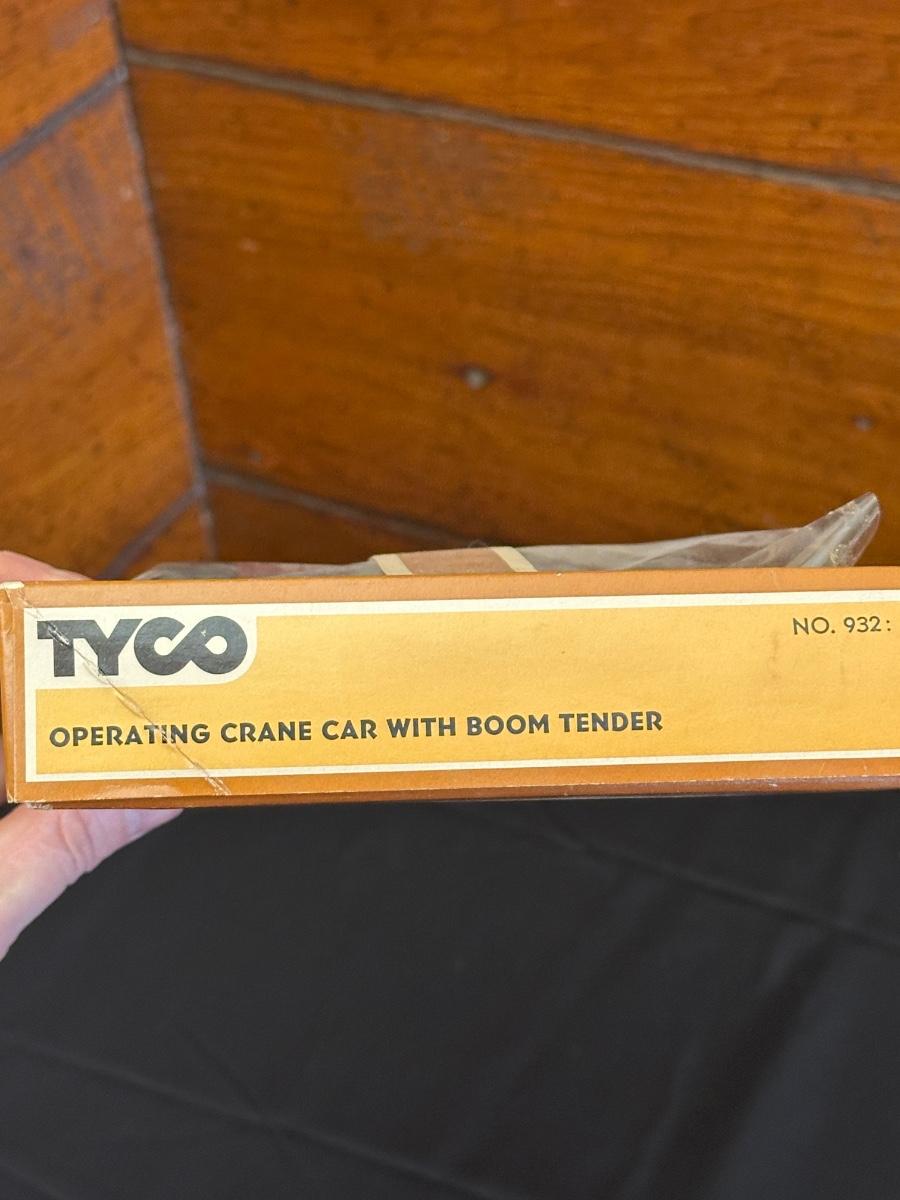 TYCO
NO. 932:
OPERATING CRANE CAR WITH BOOM TENDER